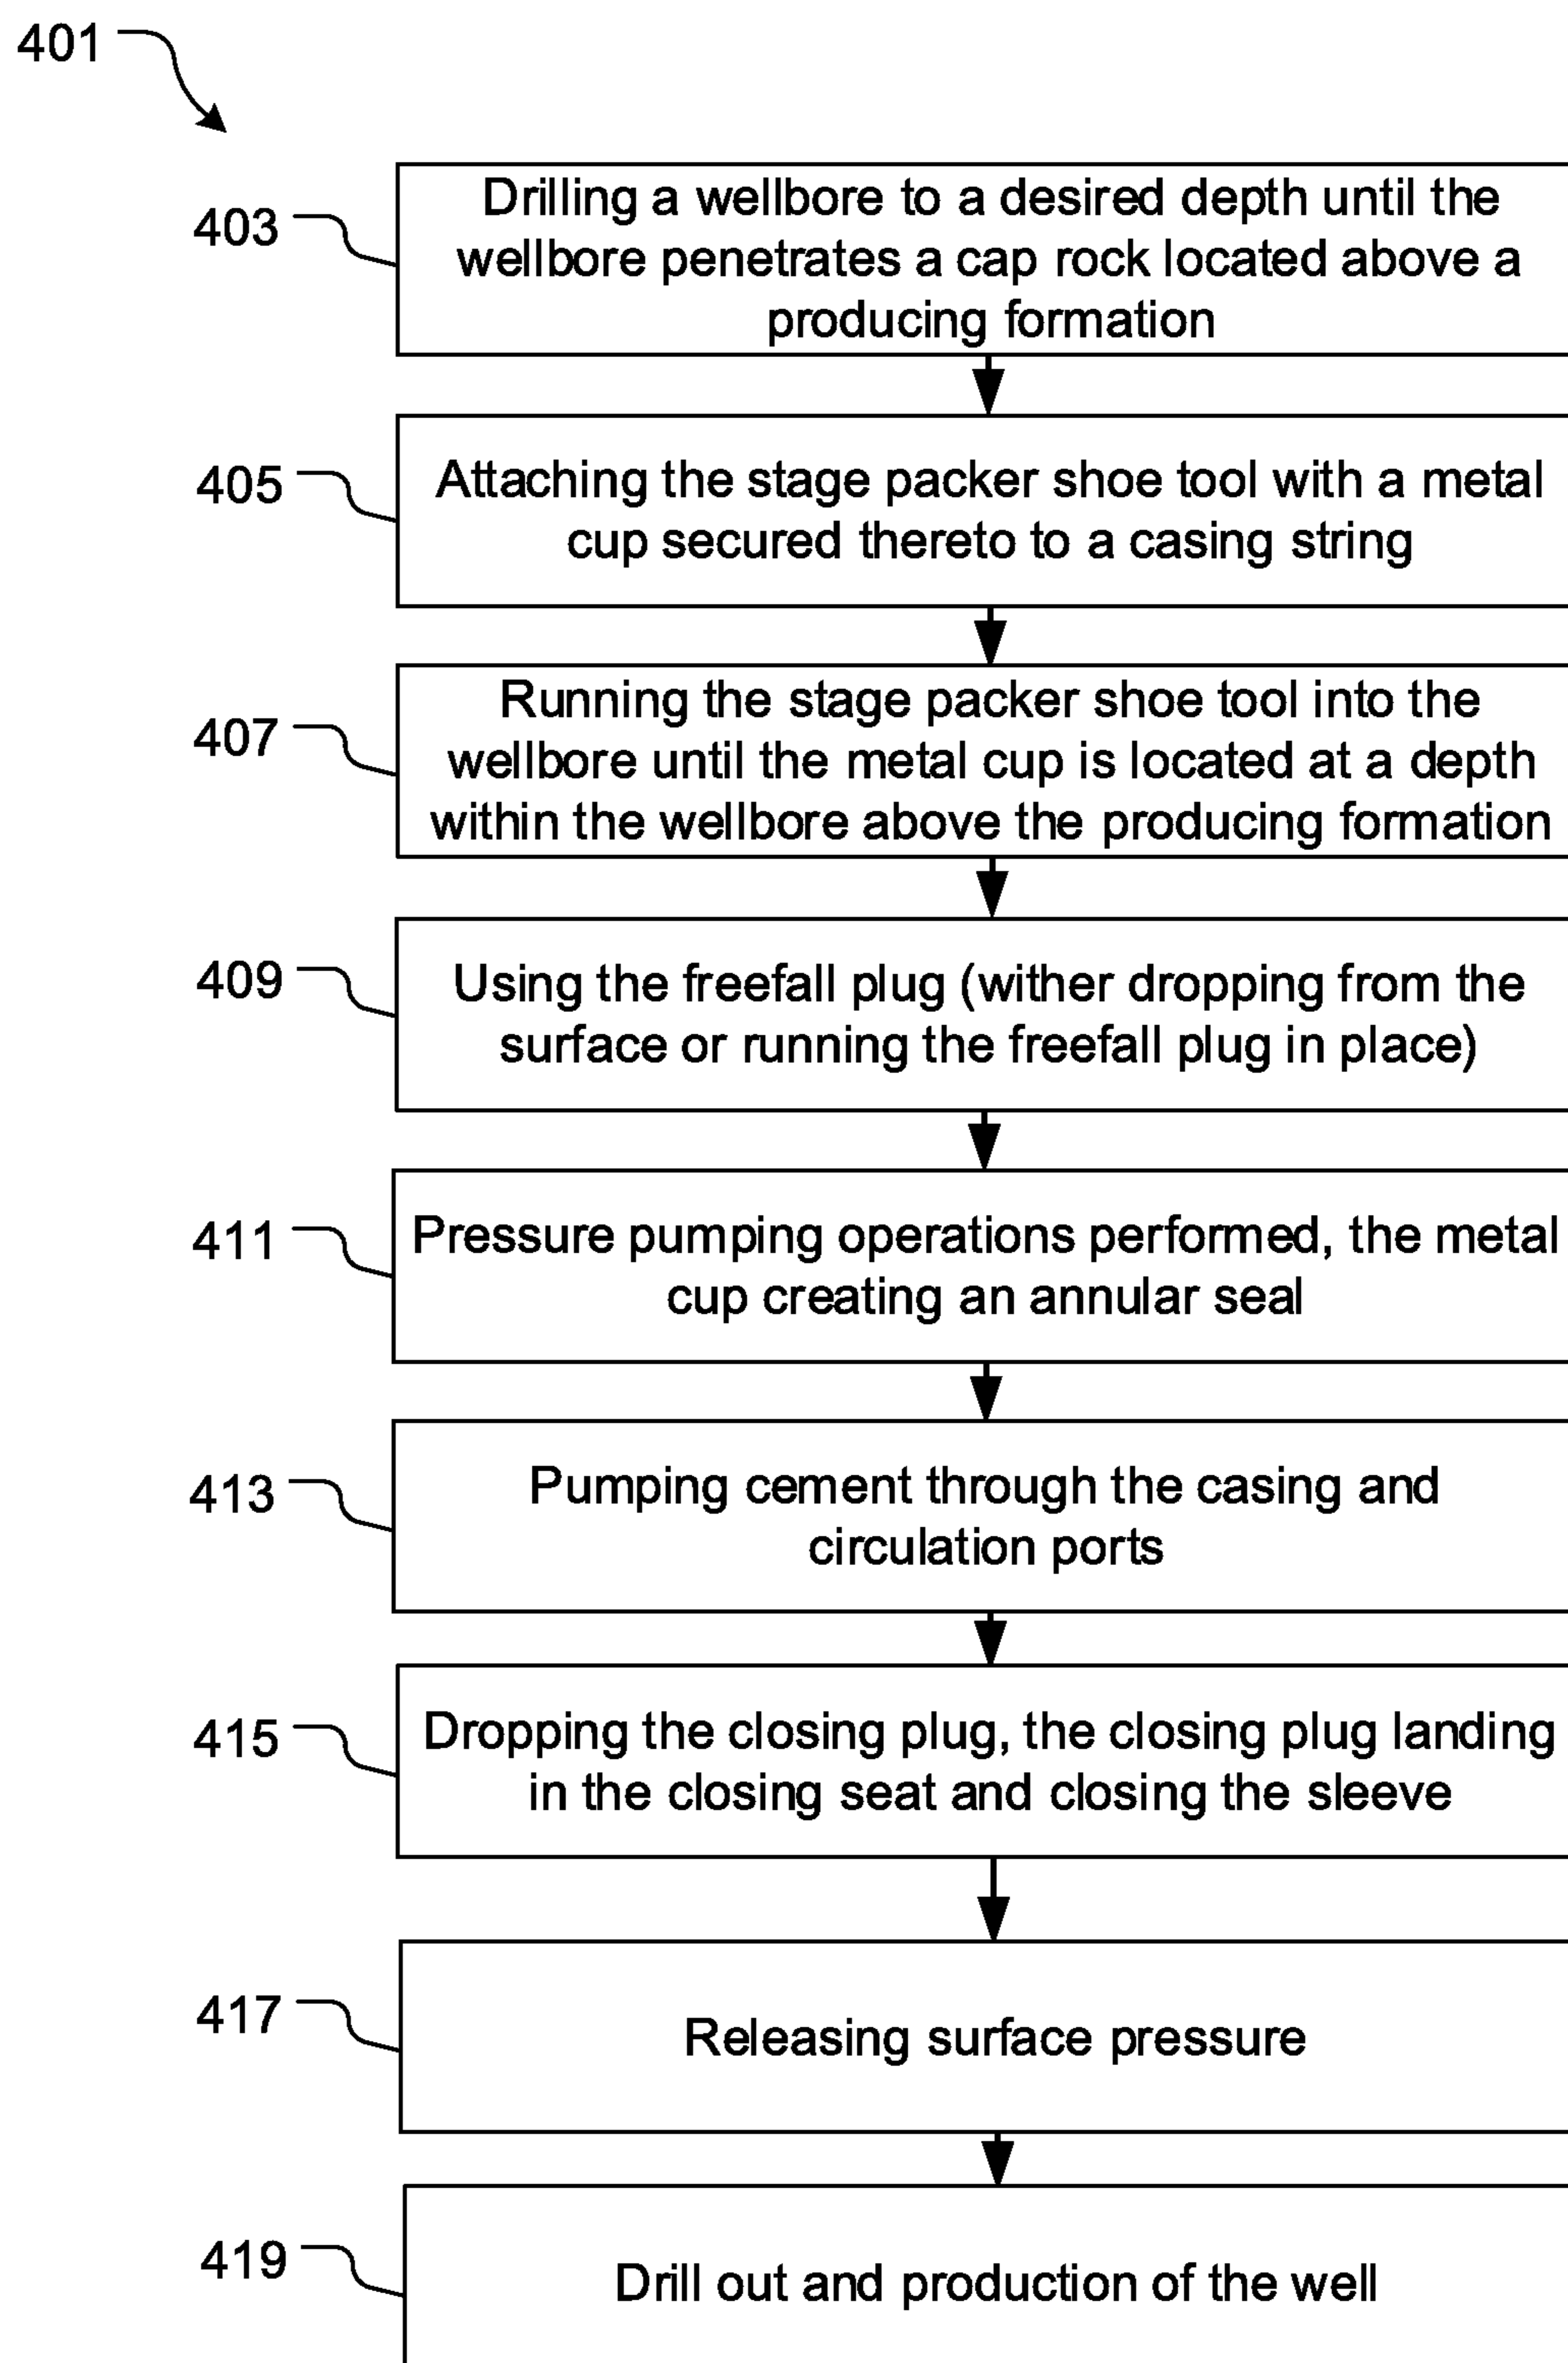 401
403
Drilling a wellbore to a desired depth until the
wellbore penetrates a cap rock located above a
producing formation
405
Attaching the stage packer shoe tool with a metal
cup secured thereto to a casing string
407
Running the stage packer shoe tool into the
wellbore until the metal cup is located at a depth
within the wellbore above the producing formation
409
Using the freefall plug (wither dropping from the
surface or running the freefall plug in place)
411
Pressure pumping operations performed, the metal
cup creating an annular seal
413
Pumping cement through the casing and
circulation ports
415
Dropping the closing plug, the closing plug landing
in the closing seat and closing the sleeve
417
Releasing surface pressure
419
Drill out and production of the well